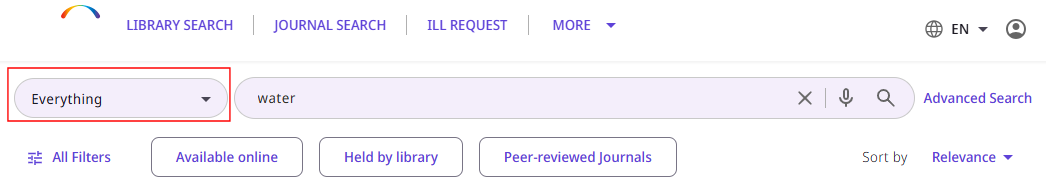 LIBRARY SEARCH JOURNAL SEARCH ILL REQUEST MORE EN
Everything water Advanced Search
All Filters Available online Held by library Peer-reviewed Journals Sort by Relevance